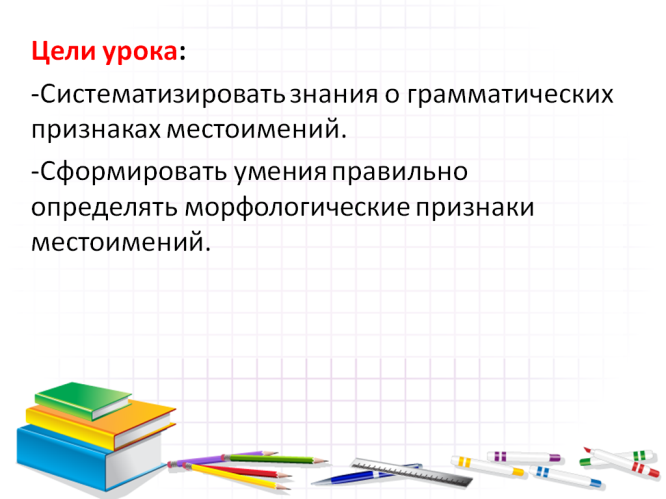 Цели урока:
-Систематизировать знания о грамматических
признаках местоимений.
-Сформировать умения правильно
определять морфологические признаки
местоимений.